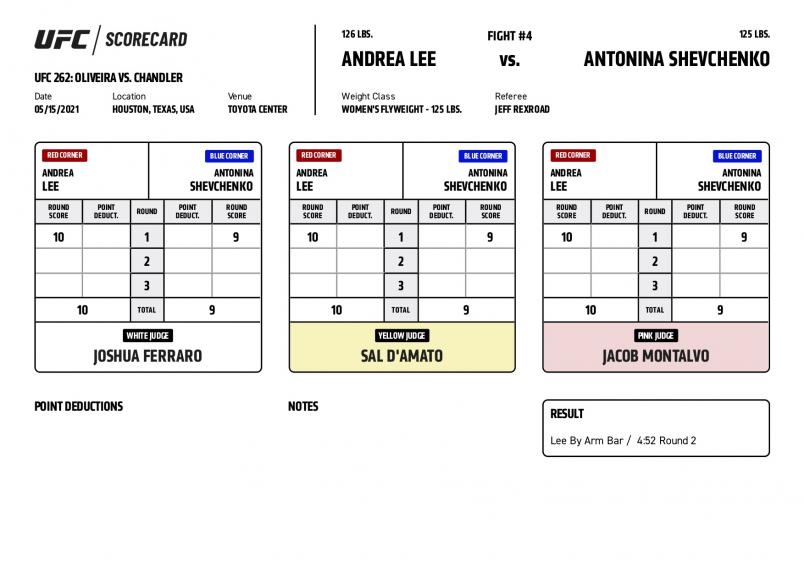 UFC / SCORECARD
UFC 262: OLIVEIRA VS. CHANDLER
Date Location Venue
05/15/2021 HOUSTON, TEXAS, USA TOYOTA CENTER
126 LBS. FIGHT #4 125 LBS.
ANDREA LEE VS. ANTONINA SHEVCHENKO
Weight Class Referee
WOMEN'S FLYWEIGHT - 125 LBS. JEFF REXROAD
RED CORNER BLUE CORNER
ANDREA ANTONINA
LEE SHEVCHENKO
ROUND SCORE POINT DEDUCT. ROUND POINT DEDUCT. ROUND SCORE
10 1 9
2
3
10 TOTAL 9
WHITE JUDGE
JOSHUA FERRARO
RED CORNER BLUE CORNER
ANDREA ANTONINA
LEE SHEVCHENKO
ROUND SCORE POINT DEDUCT. ROUND POINT DEDUCT. ROUND SCORE
10 1 9
2
3
10 TOTAL 9
YELLOW JUDGE
SAL D'AMATO
RED CORNER BLUE CORNER
ANDREA ANTONINA
LEE SHEVCHENKO
ROUND SCORE POINT DEDUCT. ROUND POINT DEDUCT. ROUND SCORE
10 1 9
2
3
10 TOTAL 9
PINK JUDGE
JACOB MONTALVO
POINT DEDUCTIONS
NOTES
RESULT
Lee By Arm Bar / 4:52 Round 2